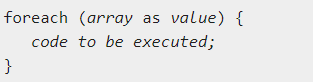 foreach (array as value) {
   code to be executed;
}